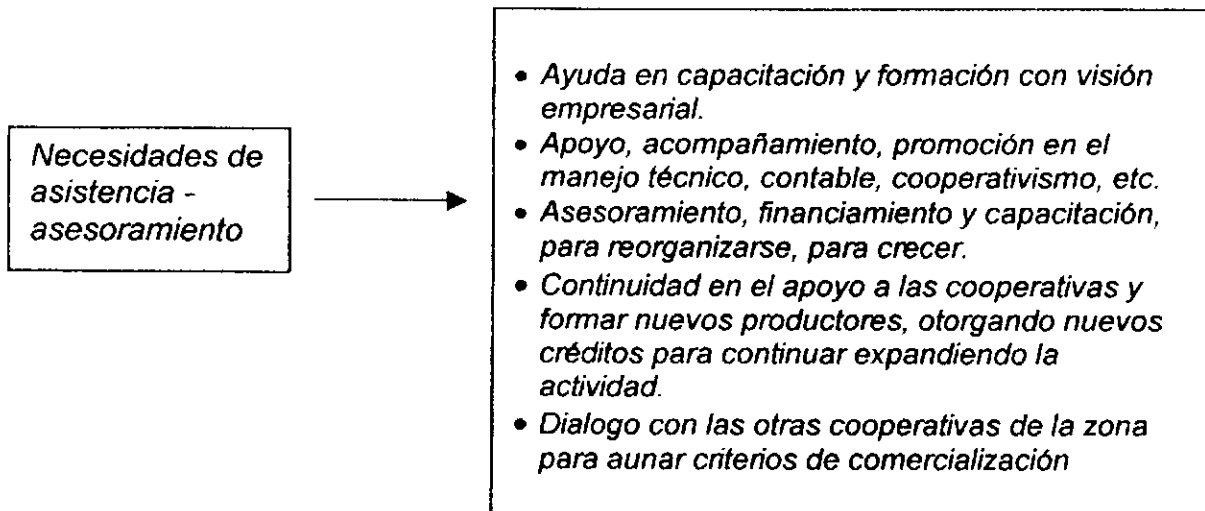 Necesidades de
asistencia -
asesoramiento
• Ayuda en capacitación y formación con visión
empresarial.
• Apoyo, acompañamiento, promoción en el
manejo técnico, contable, cooperativismo, etc.
• Asesoramiento, financiamiento y capacitación,
para reorganizarse, para crecer.
• Continuidad en el apoyo a las cooperativas y
formar nuevos productores, otorgando nuevos
créditos para continuar expandiendo la
actividad.
• Dialogo con las otras cooperativas de la zona
para aunar criterios de comercialización